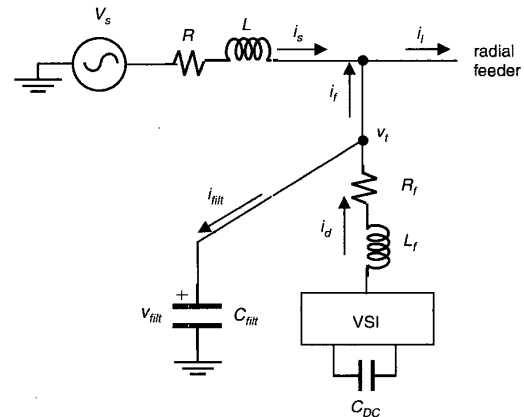 V_s
R
L
i_s
i_l
radial
feeder
i_f
v_t
i_filt
R_f
i_d
L_f
+
v_filt
C_filt
VSI
C_DC